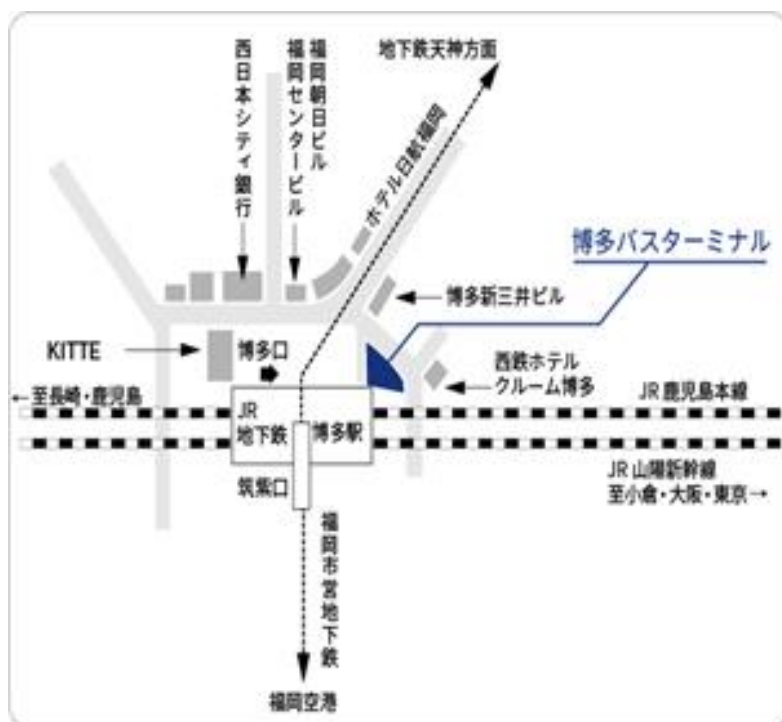 地下鉄天神方面
西日本シティ銀行
福岡センタービル
福岡朝日ビル
ホテル日航福岡
博多バスターミナル
博多新三井ビル
KITTE
博多口
西鉄ホテル
クルーム博多
←至長崎・鹿児島
JR
地下鉄
博多駅
JR鹿児島本線
筑紫口
JR山陽新幹線
至小倉・大阪・東京→
福岡市営地下鉄
福岡空港